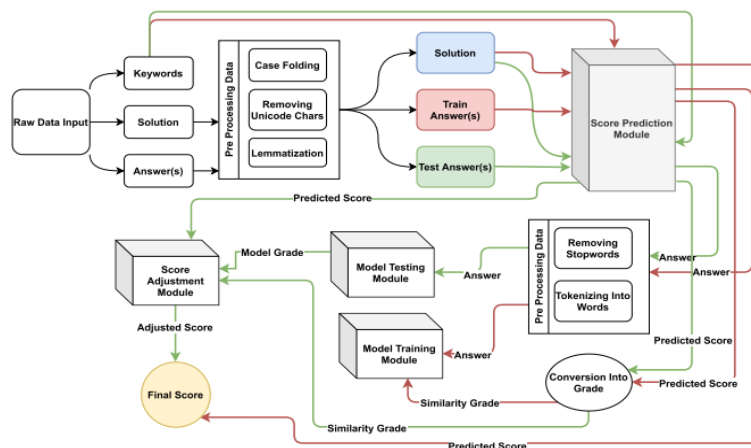 Keywords
Raw Data Input
Solution
Answer(s)
Pre Processing Data
Case Folding
Removing
Unicode Chars
Lemmatization
Solution
Train
Answer(s)
Test Answer(s)
Score Prediction
Module
Predicted Score
Score
Adjustment
Module
Model Grade
Model Testing
Module
Answer
Pre Processing Data
Removing
Stopwords
Tokenizing Into
Words
Answer
Answer
Adjusted Score
Model Training
Module
Answer
Predicted Score
Final Score
Similarity Grade
Similarity Grade
Conversion Into
Grade
Predicted Score
Predicted Score